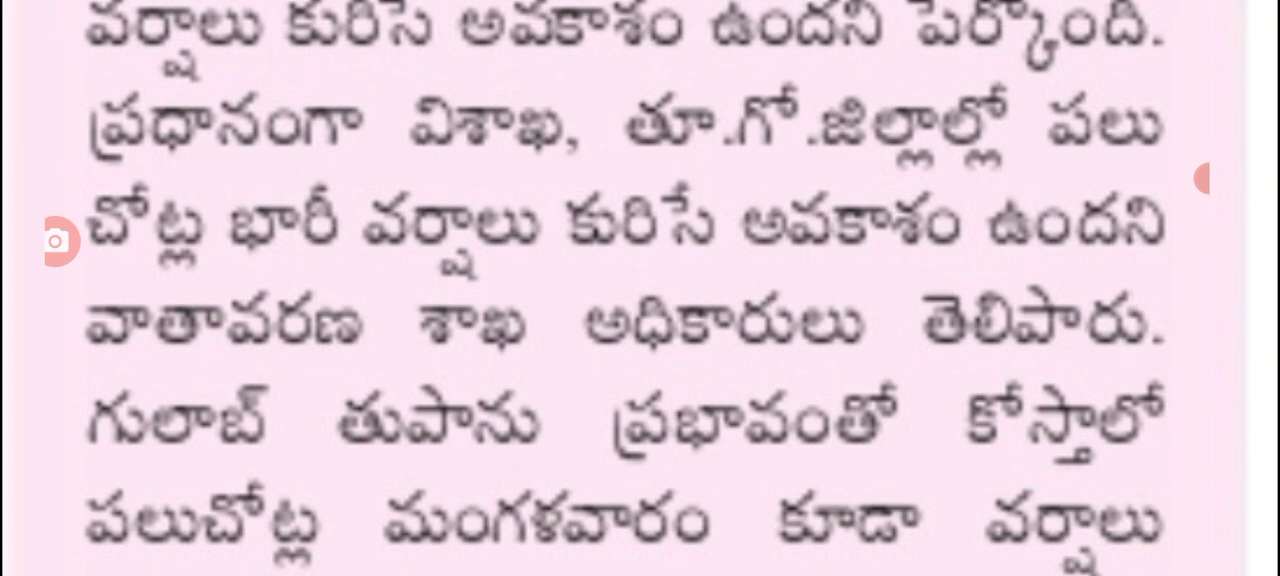 వర్షాలు కురిసే అవకాశం ఉందని పేర్కొంది.
ప్రధానంగా విశాఖ, తూ.గో.జిల్లాల్లో పలు
చోట్ల భారీ వర్షాలు కురిసే అవకాశం ఉందని
వాతావరణ శాఖ అధికారులు తెలిపారు.
గులాబ్ తుపాను ప్రభావంతో కోస్తాలో
పలుచోట్ల మంగళవారం కూడా వర్షాలు